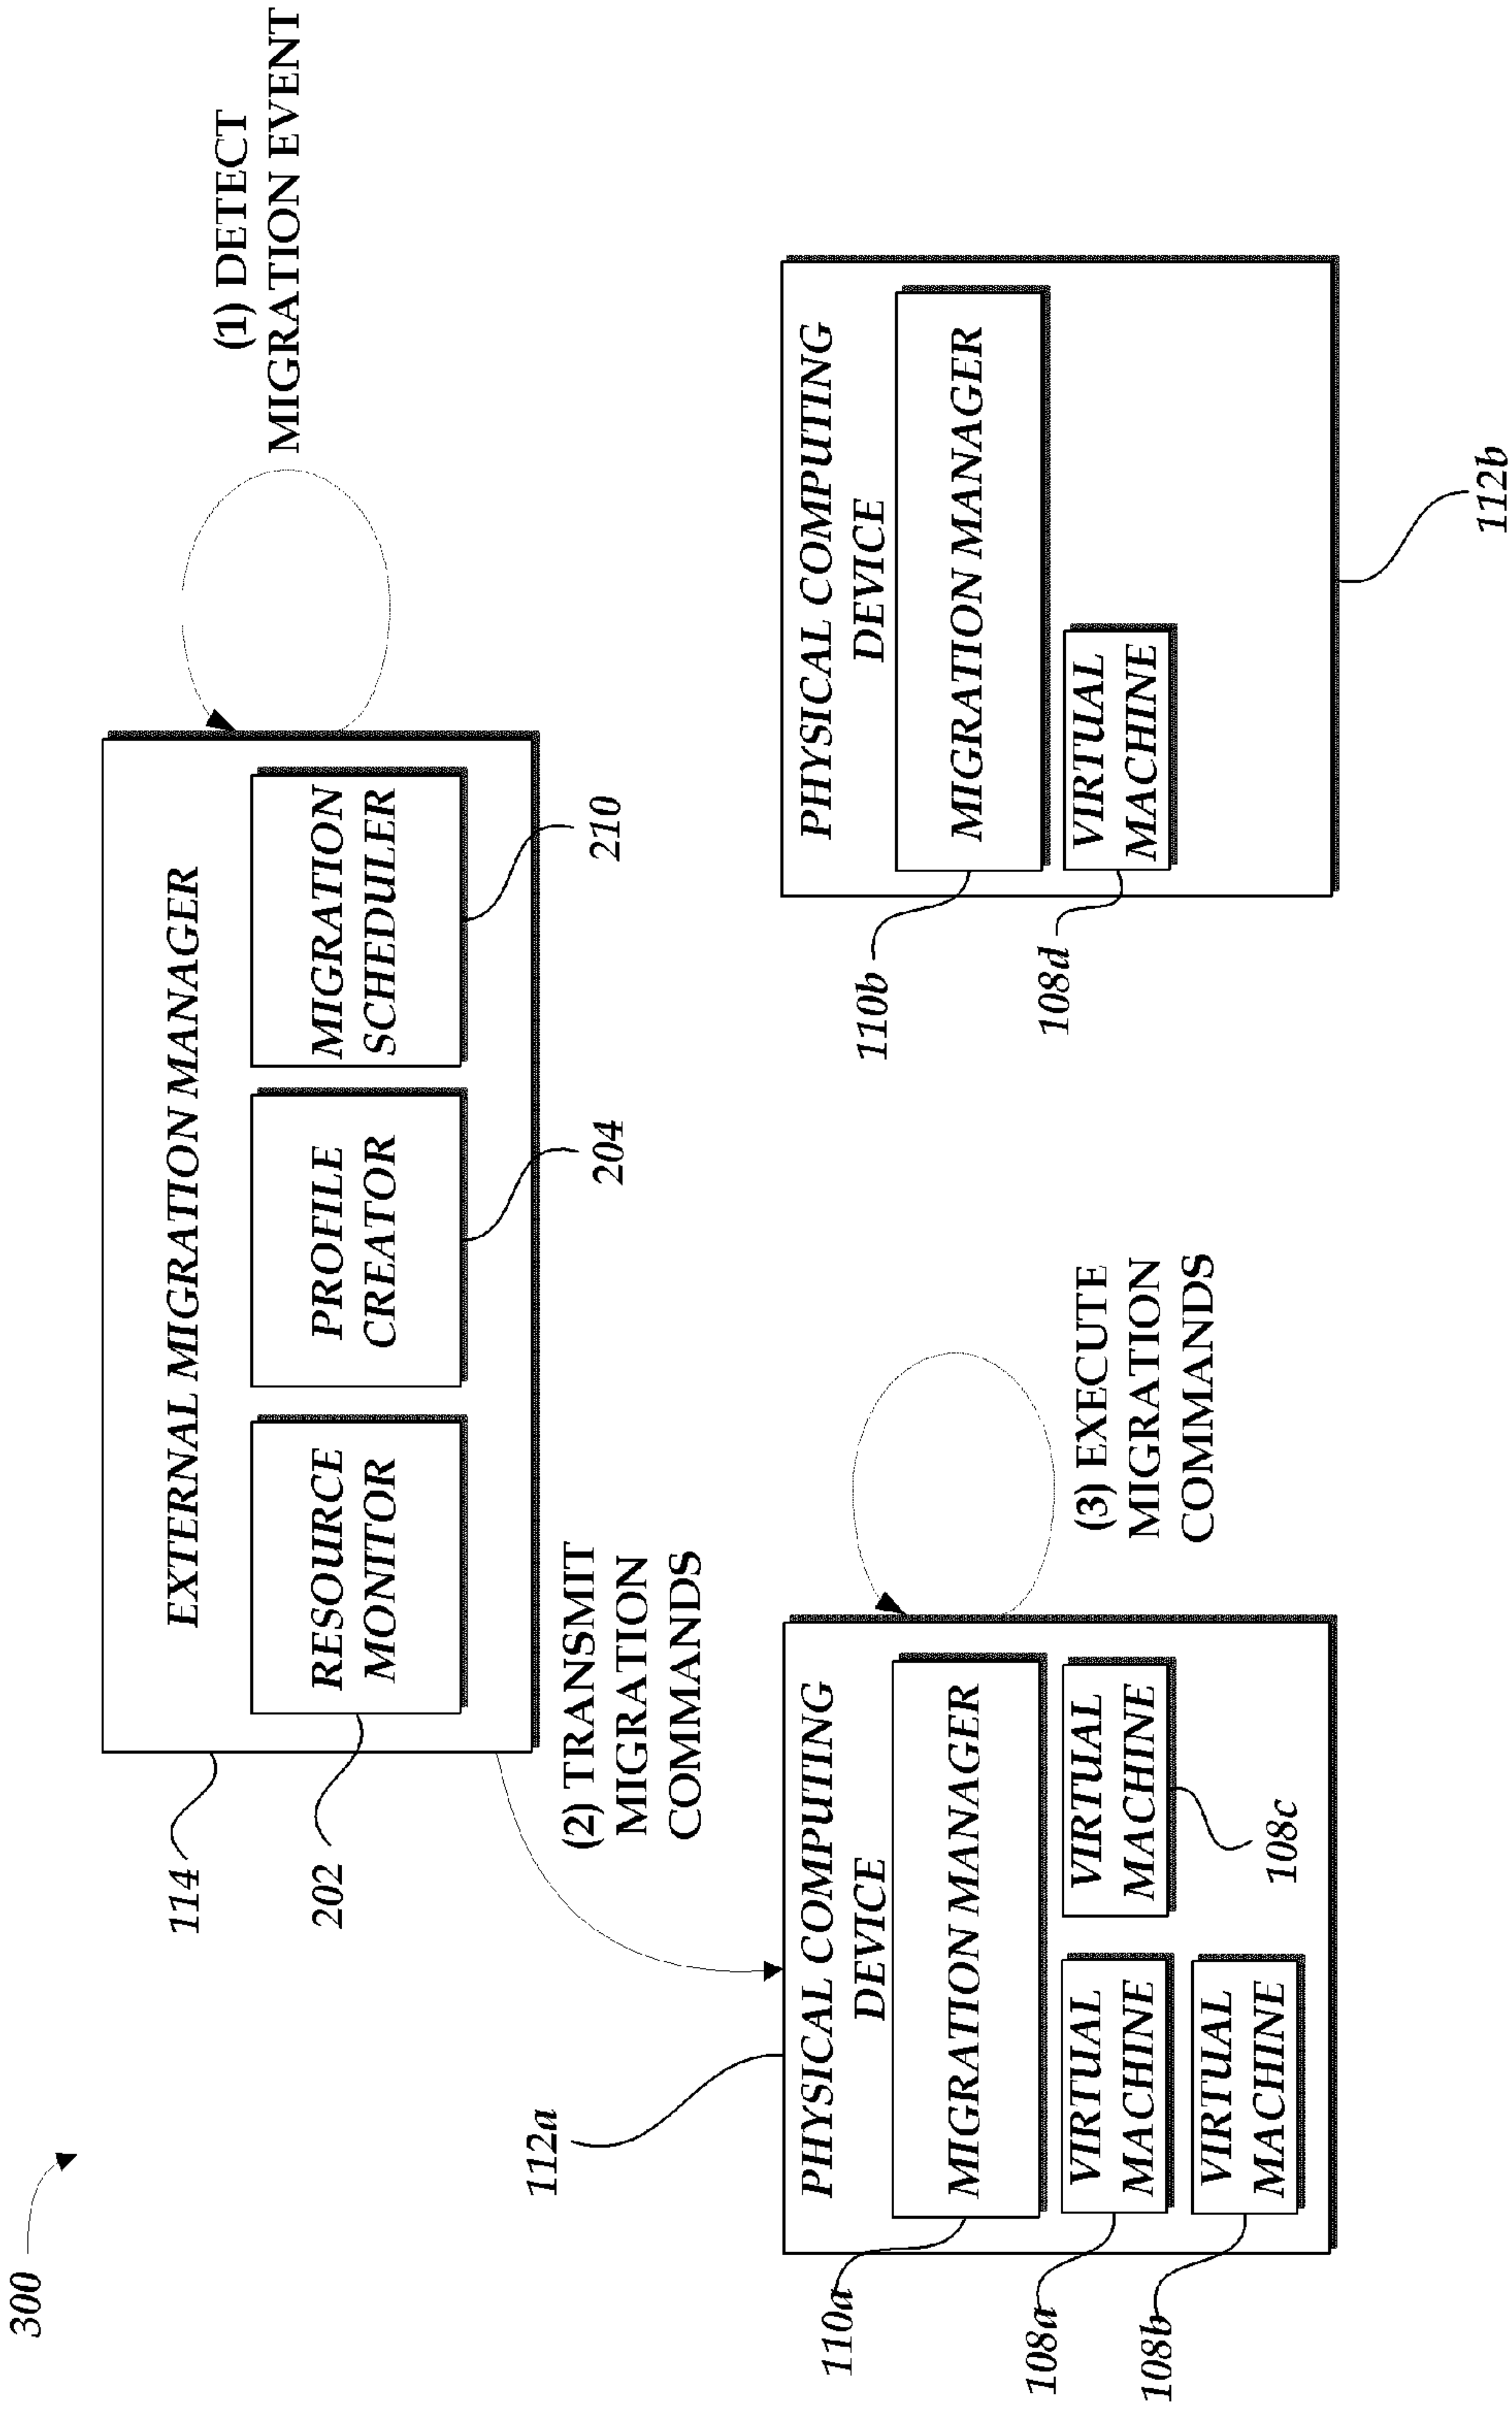 300
114
EXTERNAL MIGRATION MANAGER
202
RESOURCE
MONITOR
PROFILE
CREATOR
204
MIGRATION
SCHEDULER
210
(1) DETECT
MIGRATION EVENT
(2) TRANSMIT
MIGRATION
COMMANDS
112a
PHYSICAL COMPUTING
DEVICE
110a
MIGRATION MANAGER
108a
VIRTUAL
MACHINE
VIRTUAL
MACHINE
108c
108b
VIRTUAL
MACHINE
(3) EXECUTE
MIGRATION
COMMANDS
PHYSICAL COMPUTING
DEVICE
110b
MIGRATION MANAGER
108d
VIRTUAL
MACHINE
112b